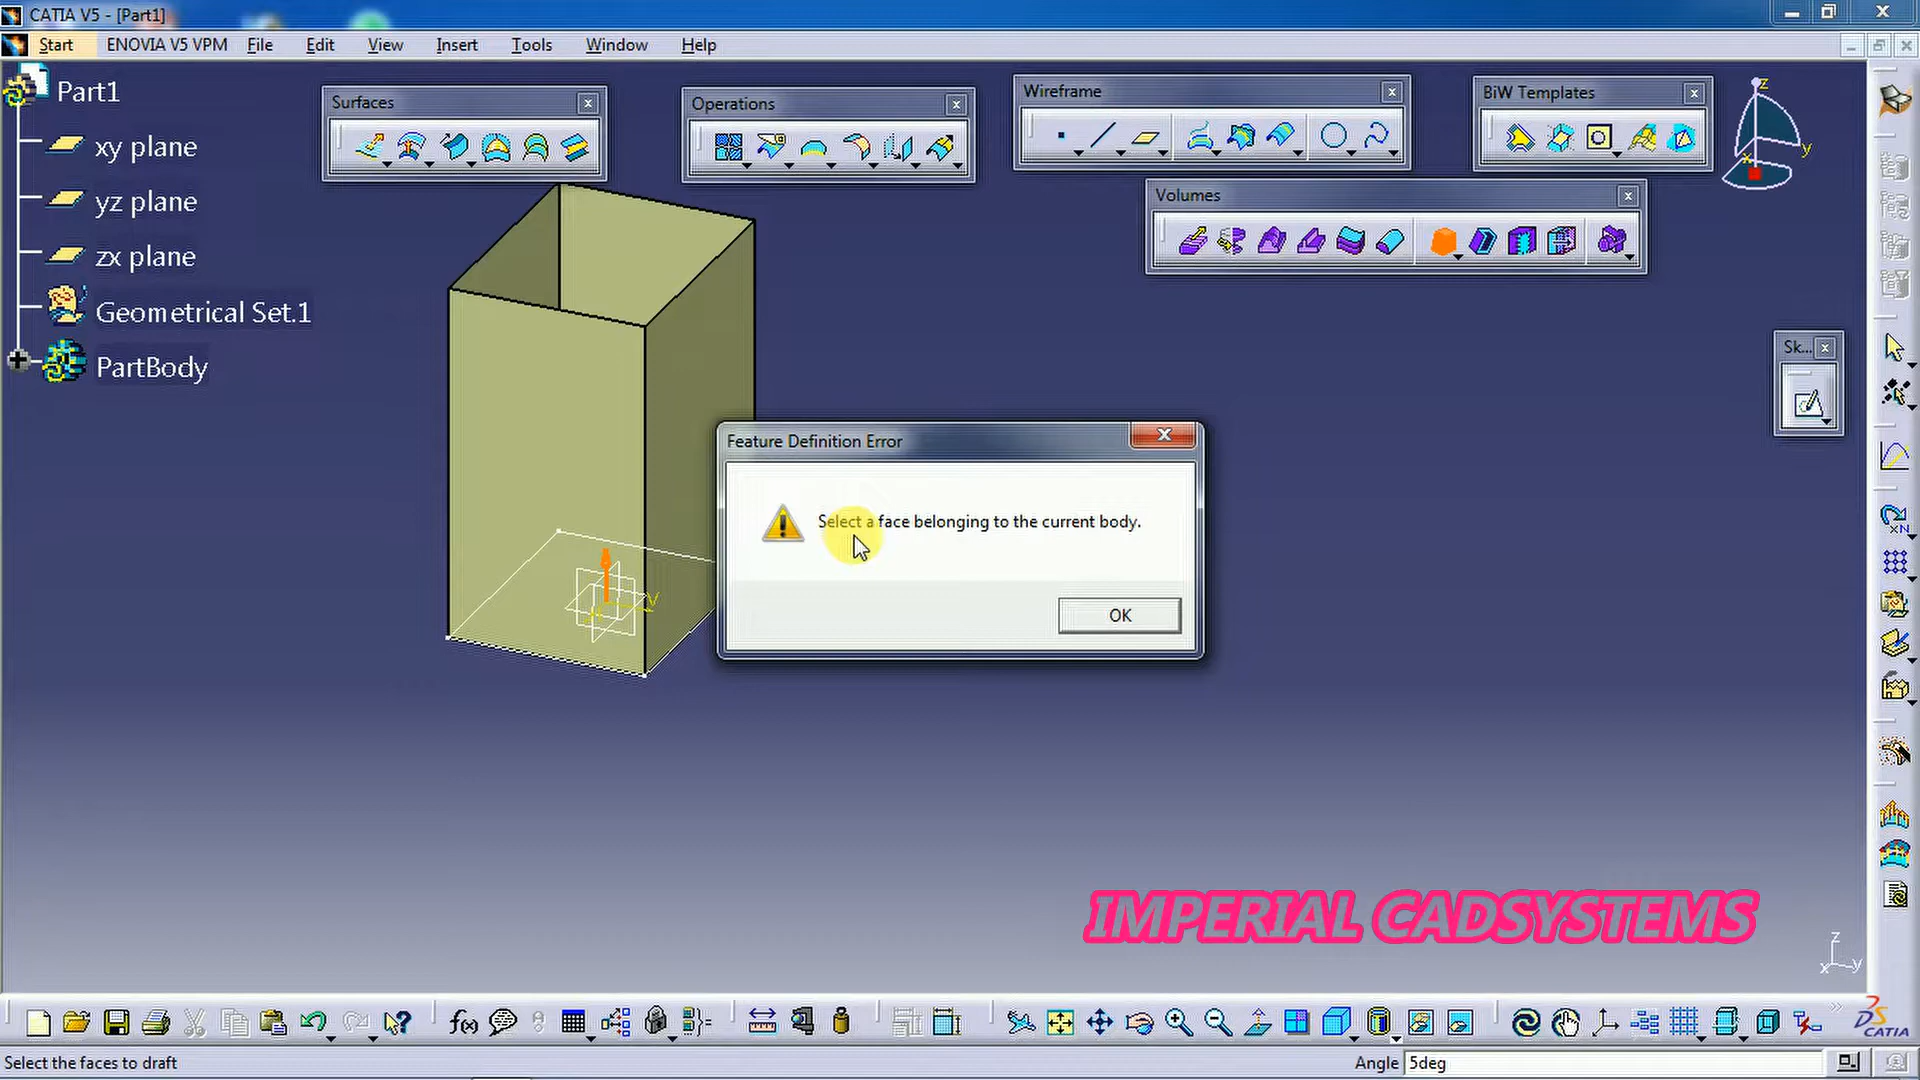 CATIA V5 - [Part1]
Start ENOVIA V5 VPM File Edit View Insert Tools Window Help
Part1
xy plane
yz plane
zx plane
Geometrical Set.1
PartBody
Surfaces
Operations
Wireframe
BiW Templates
Volumes
Sk...
z
y
x
Feature Definition Error
Select a face belonging to the current body.
OK
y
IMPERIAL CADSYSTEMS
z
x y
f(x)
CATIA
Select the faces to draft
Angle 5deg